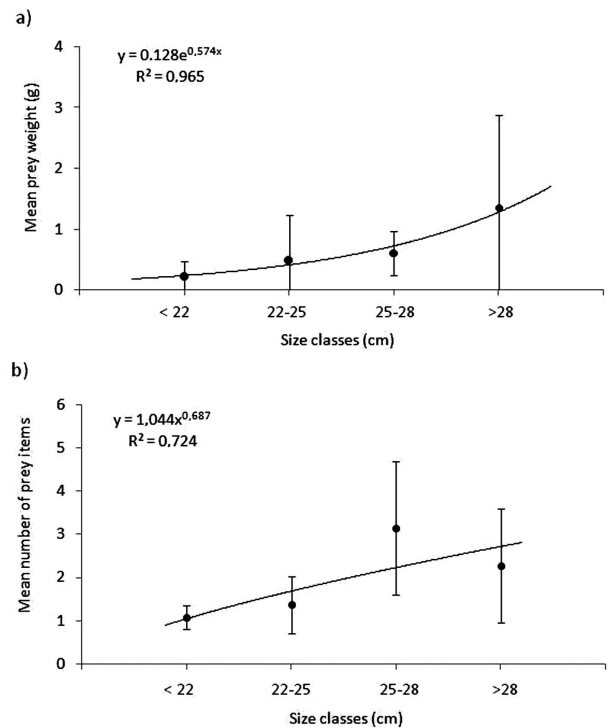 a)
y = 0.128e^0,574x
R² = 0,965
Mean prey weight (g)
4
3
2
1
0
< 22 22-25 25-28 >28
Size classes (cm)
b)
y = 1,044x^0,687
R² = 0,724
Mean number of prey items
6
5
4
3
2
1
0
< 22 22-25 25-28 >28
Size classes (cm)